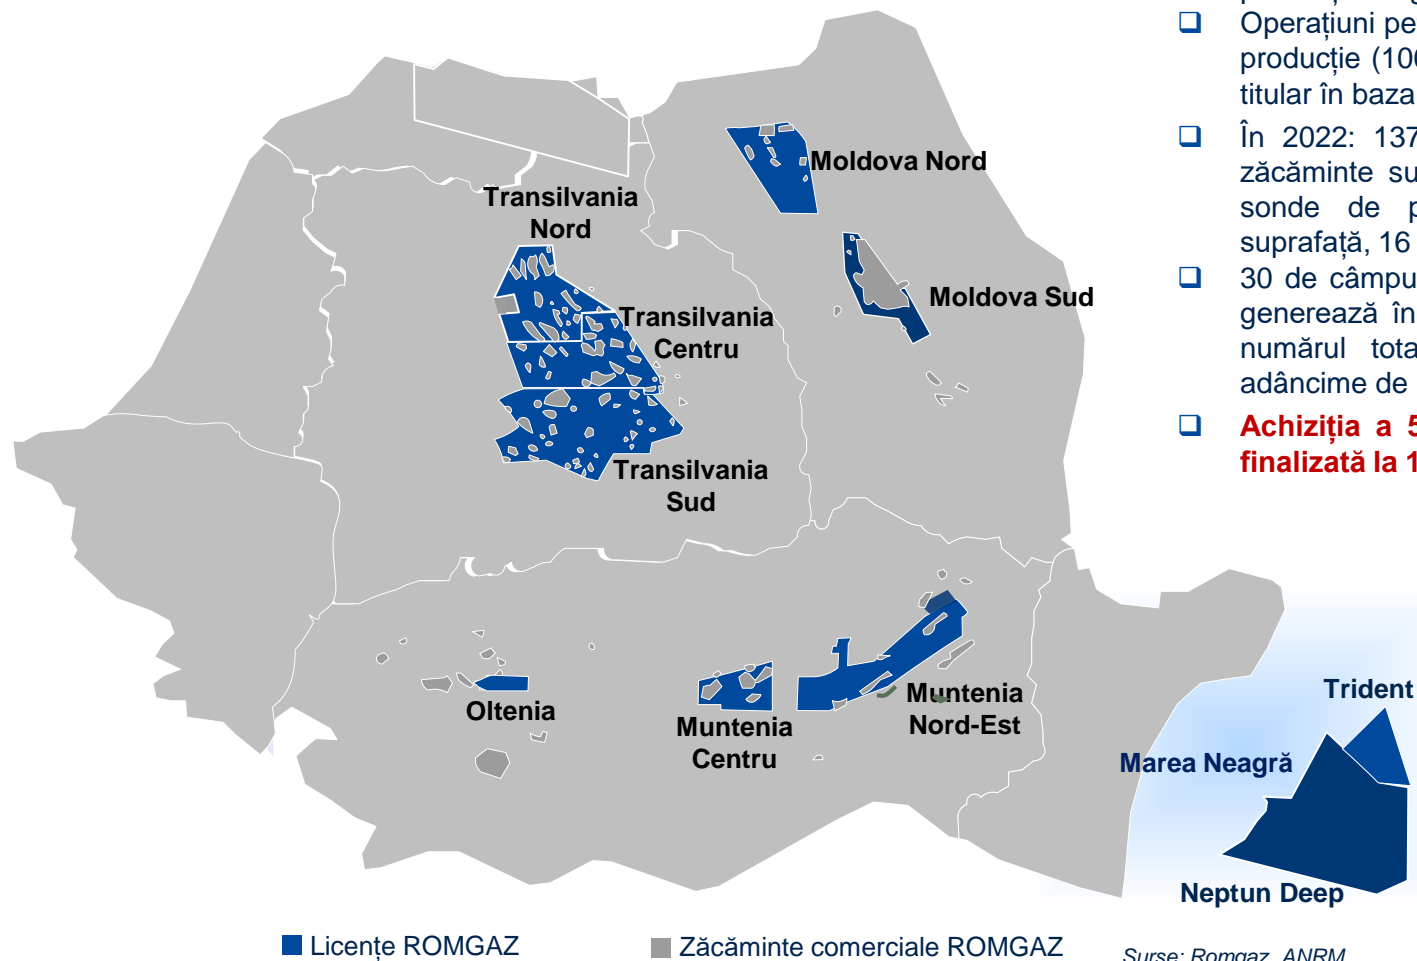 Operațiuni pe
producție (100
titular în baza
În 2022: 137
zăcăminte su
sonde de p
suprafață, 16
30 de câmpu
generează în
numărul tota
adâncime de
Achiziția a 5
finalizată la 1
Moldova Nord
Transilvania
Nord
Moldova Sud
Transilvania
Centru
Transilvania
Sud
Oltenia
Muntenia
Centru
Muntenia
Nord-Est
Trident
Marea Neagră
Neptun Deep
Licențe ROMGAZ
Zăcăminte comerciale ROMGAZ
Surse: Romgaz, ANRM